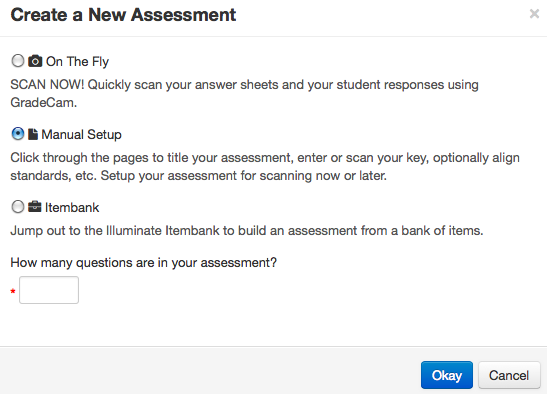 Create a New Assessment
×
On The Fly
SCAN NOW! Quickly scan your answer sheets and your student responses using
GradeCam.
Manual Setup
Click through the pages to title your assessment, enter or scan your key, optionally align
standards, etc. Setup your assessment for scanning now or later.
Itembank
Jump out to the Illuminate Itembank to build an assessment from a bank of items.
How many questions are in your assessment?
*
Okay Cancel